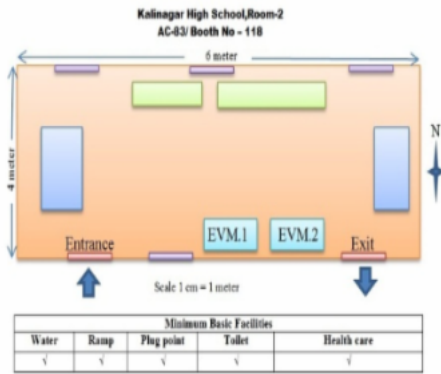 Kalinagar High School,Room-2
AC-83/ Booth No – 118
6 meter
4 meter
N
EVM.1 EVM.2
Entrance Exit
Scale 1 cm = 1 meter
Minimum Basic Facilities
Water Ramp Plug point Toilet Health care
√ √ √ √ √